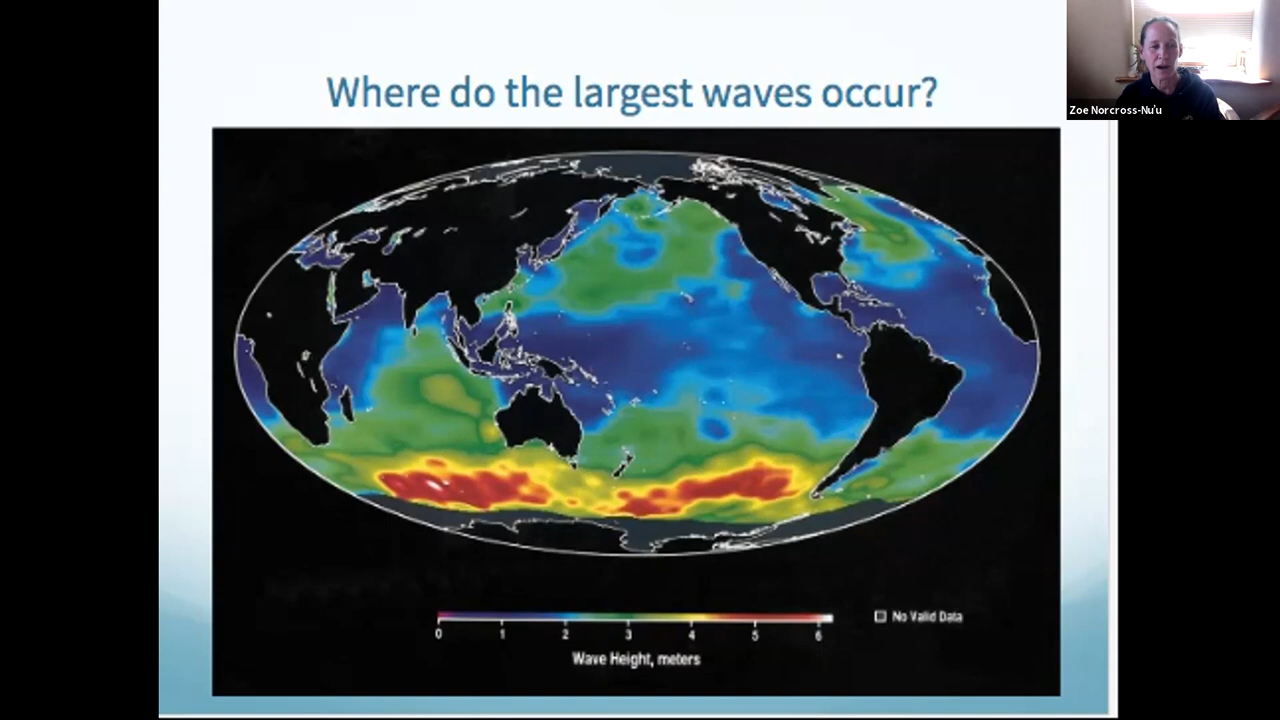 Where do the largest waves occur?
Zoe Norcross-Nu'u
0 1 2 3 4 5 6
No Valid Data
Wave Height, meters